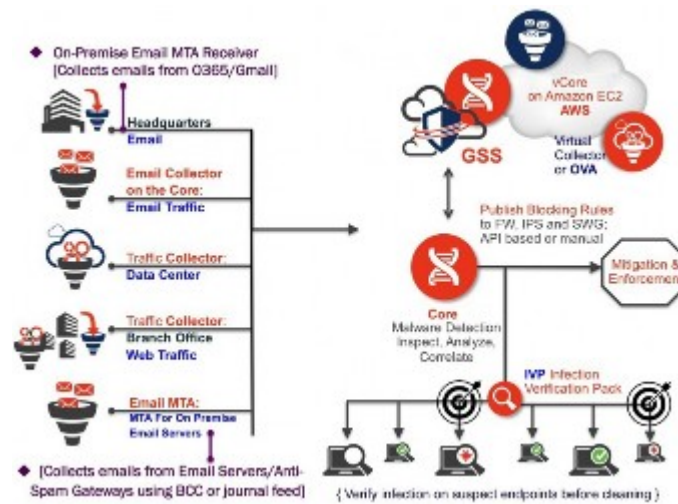 On-Premise Email MTA Receiver
[Collects emails from O365/Gmail]
Headquarters
Email
Email Collector
on the Core:
Email Traffic
Traffic Collector:
Data Center
Traffic Collector:
Branch Office
Web Traffic
Email MTA:
MTA For On Premise
Email Servers
[Collects emails from Email Servers/Anti-
Spam Gateways using BCC or journal feed]
vCore
on Amazon EC2
AWS
GSS
Virtual
Collector
or OVA
Publish Blocking Rules
to FW, IPS and SWG:
API based or manual
Mitigation &
Enforcement
Core
Malware Detection
Inspect, Analyze,
Correlate
IVP Infection
Verification Pack
{ Verify infection on suspect endpoints before cleaning }